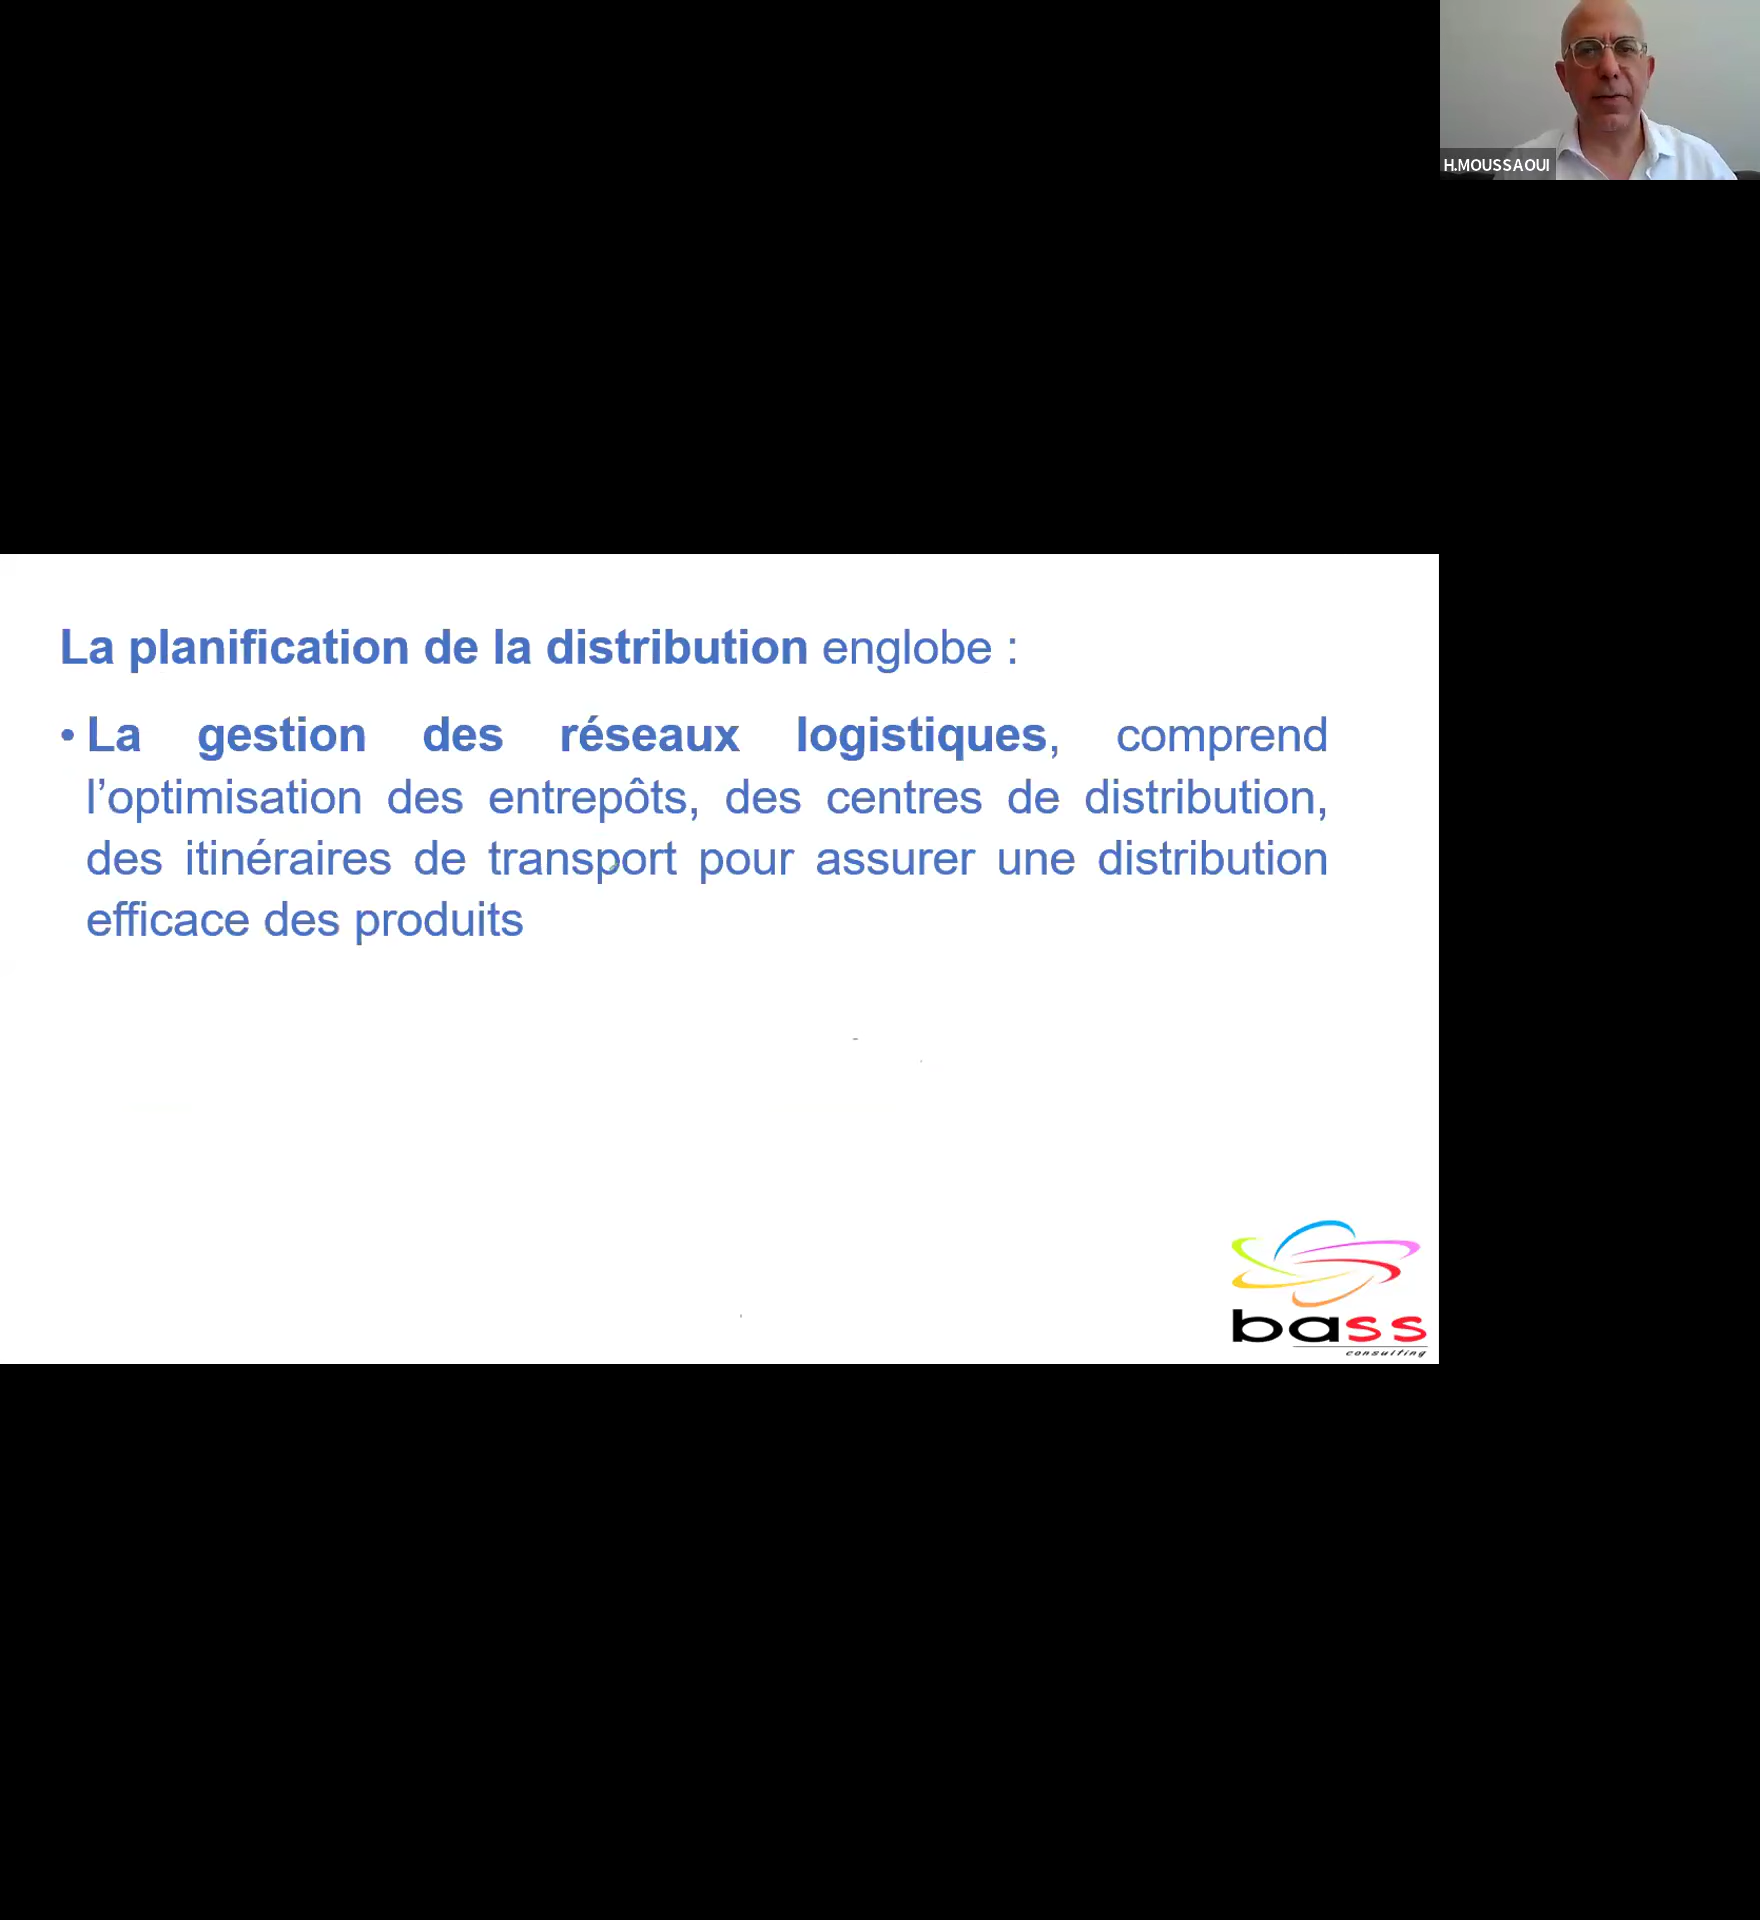 H.MOUSSAOUI
La planification de la distribution englobe :
• La gestion des réseaux logistiques, comprend
l’optimisation des entrepôts, des centres de distribution,
des itinéraires de transport pour assurer une distribution
efficace des produits
bass
consulting